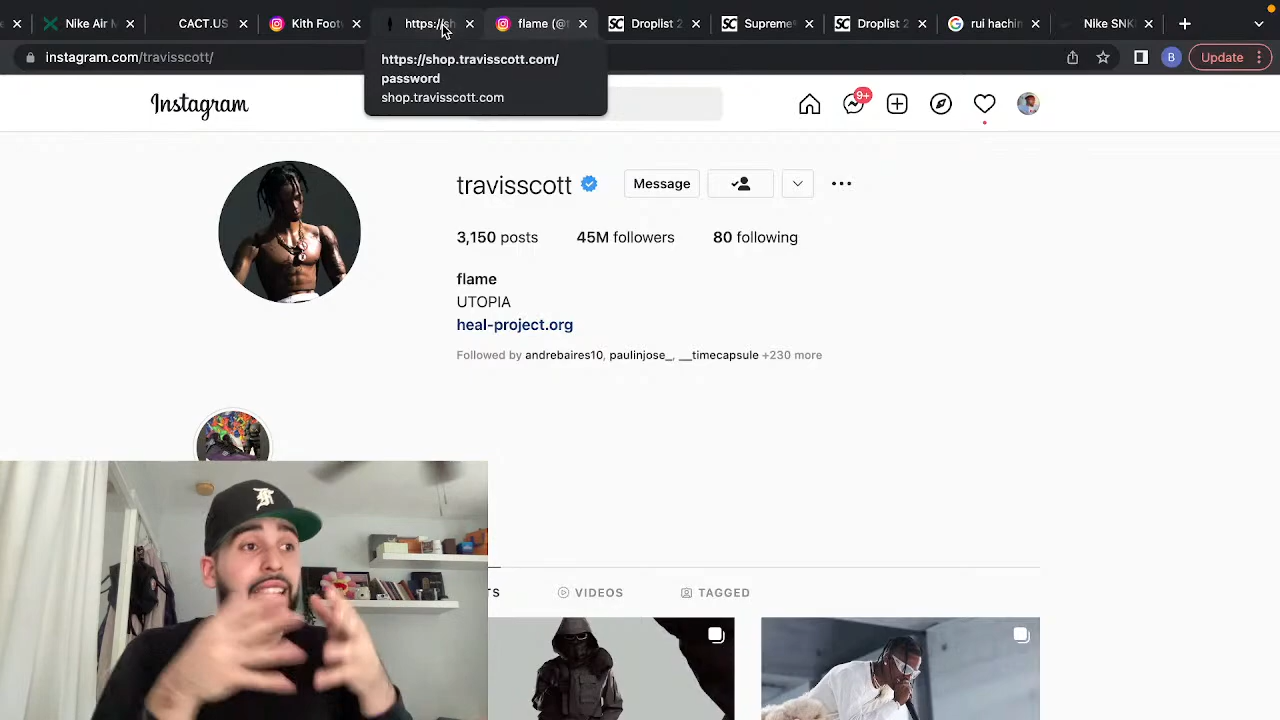 Nike Air M
CACT.US
Kith Footw
https://sh
flame (@t
Droplist 2
Supreme®
Droplist 2
rui hachim
Nike SNK
instagram.com/travisscott/
Update
https://shop.travisscott.com/
password
shop.travisscott.com
Instagram
9+
B
travisscott
Message
3,150 posts
45M followers
80 following
flame
UTOPIA
heal-project.org
Followed by andrebaires10, paulinjose_, __timecapsule +230 more
TS
VIDEOS
TAGGED